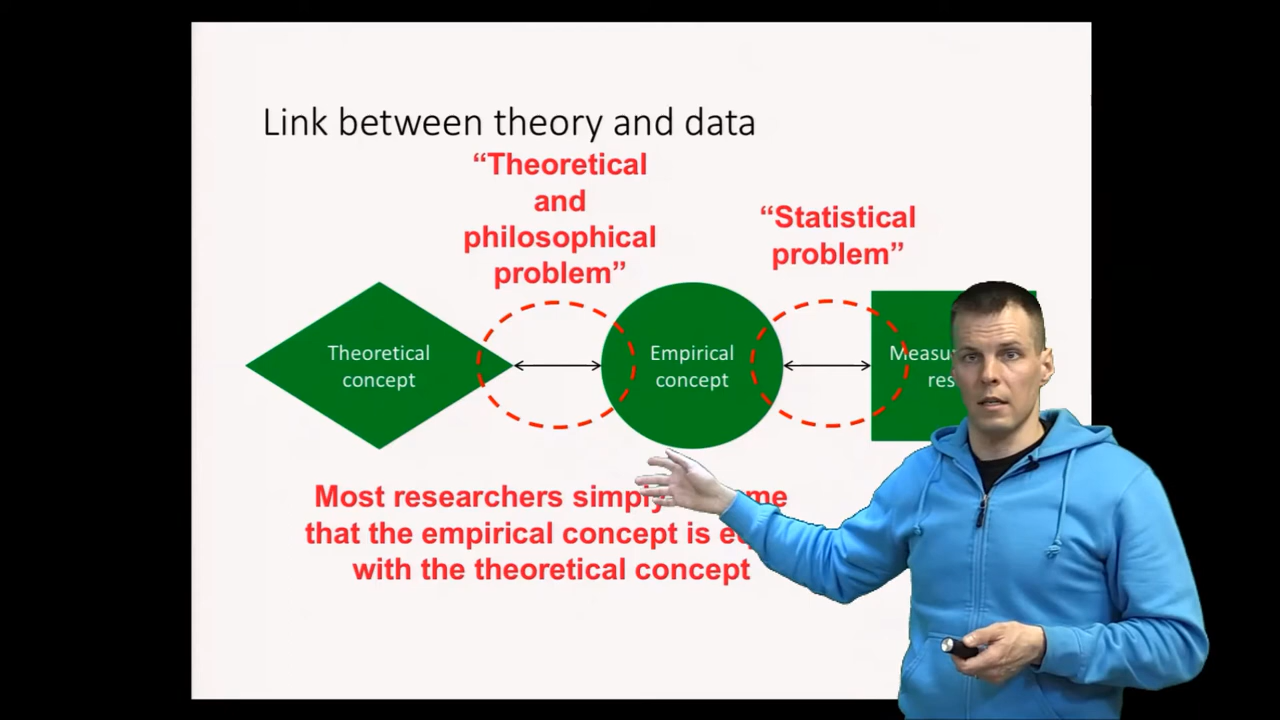 Link between theory and data
“Theoretical
and
philosophical
problem”
“Statistical
problem”
Theoretical
concept
Empirical
concept
Most researchers simply
that the empirical concept is
with the theoretical concept